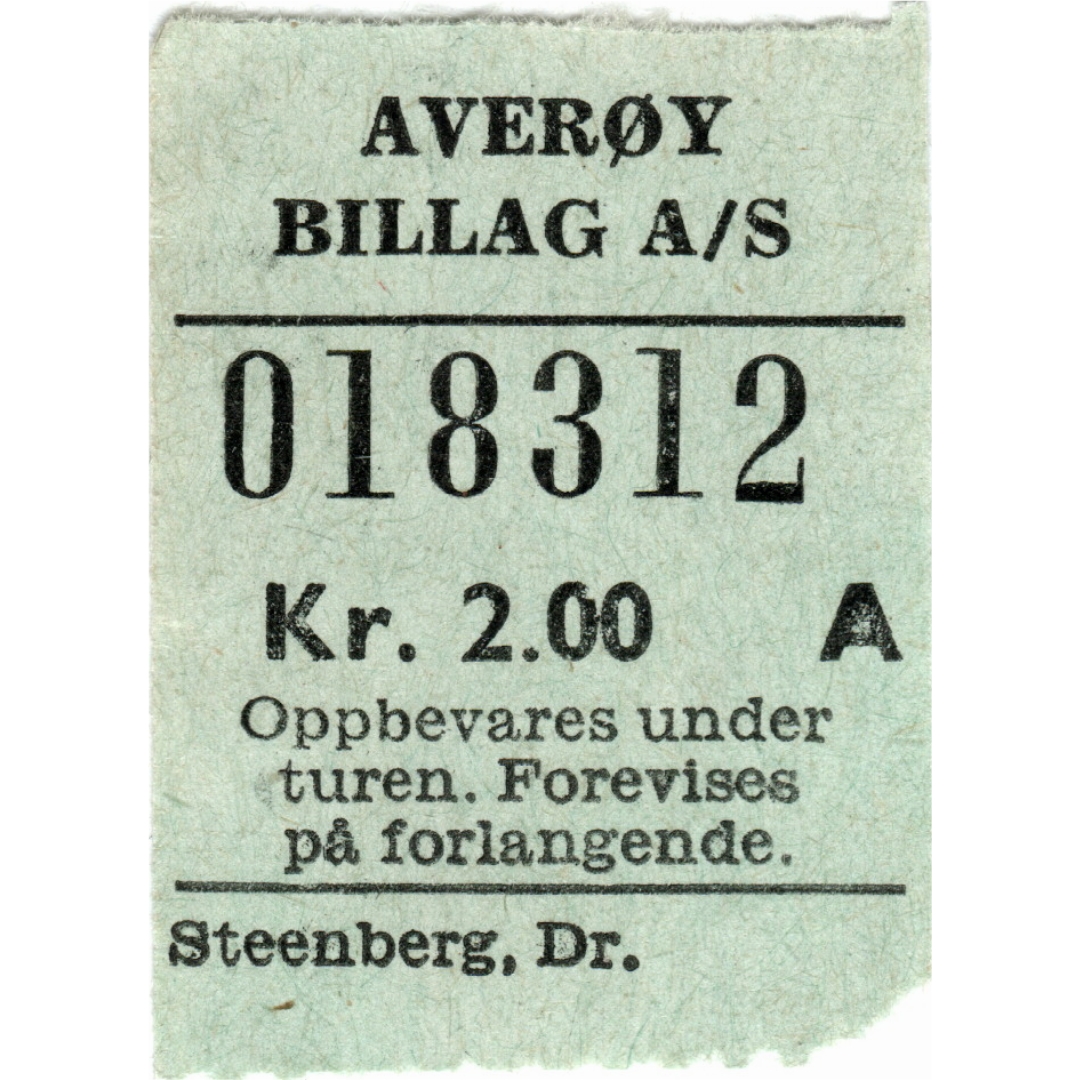 AVERØY
BILLAG A/S
018312
Kr. 2.00 A
Oppbevares under
turen. Forevises
på forlangende.
Steenberg, Dr.